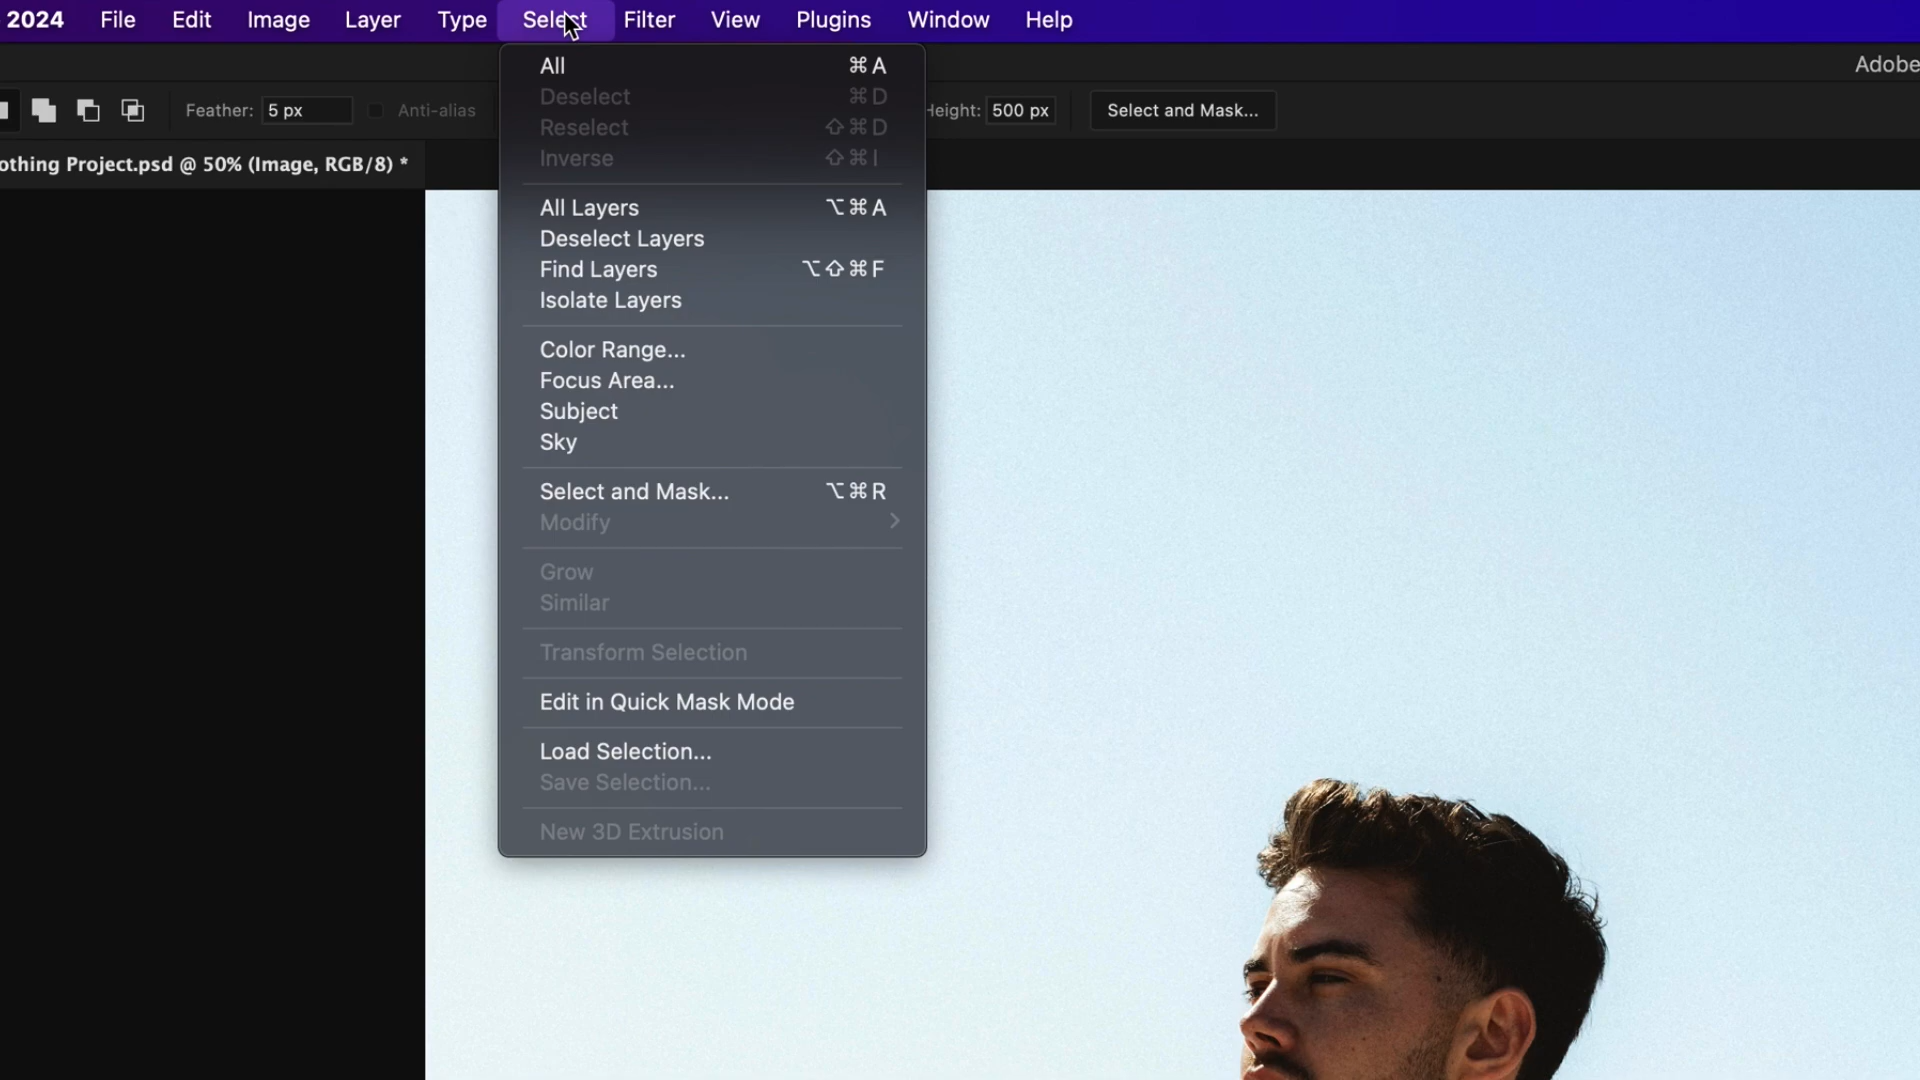 2024 File Edit Image Layer Type Select Filter View Plugins Window Help
Adobe
Feather: 5 px Anti-alias Height: 500 px Select and Mask...
othing Project.psd @ 50% (Image, RGB/8) *
All ⌘A
Deselect ⌘D
Reselect ⇧⌘D
Inverse ⇧⌘I
All Layers ⌥⌘A
Deselect Layers
Find Layers ⌥⇧⌘F
Isolate Layers
Color Range...
Focus Area...
Subject
Sky
Select and Mask... ⌥⌘R
Modify >
Grow
Similar
Transform Selection
Edit in Quick Mask Mode
Load Selection...
Save Selection...
New 3D Extrusion